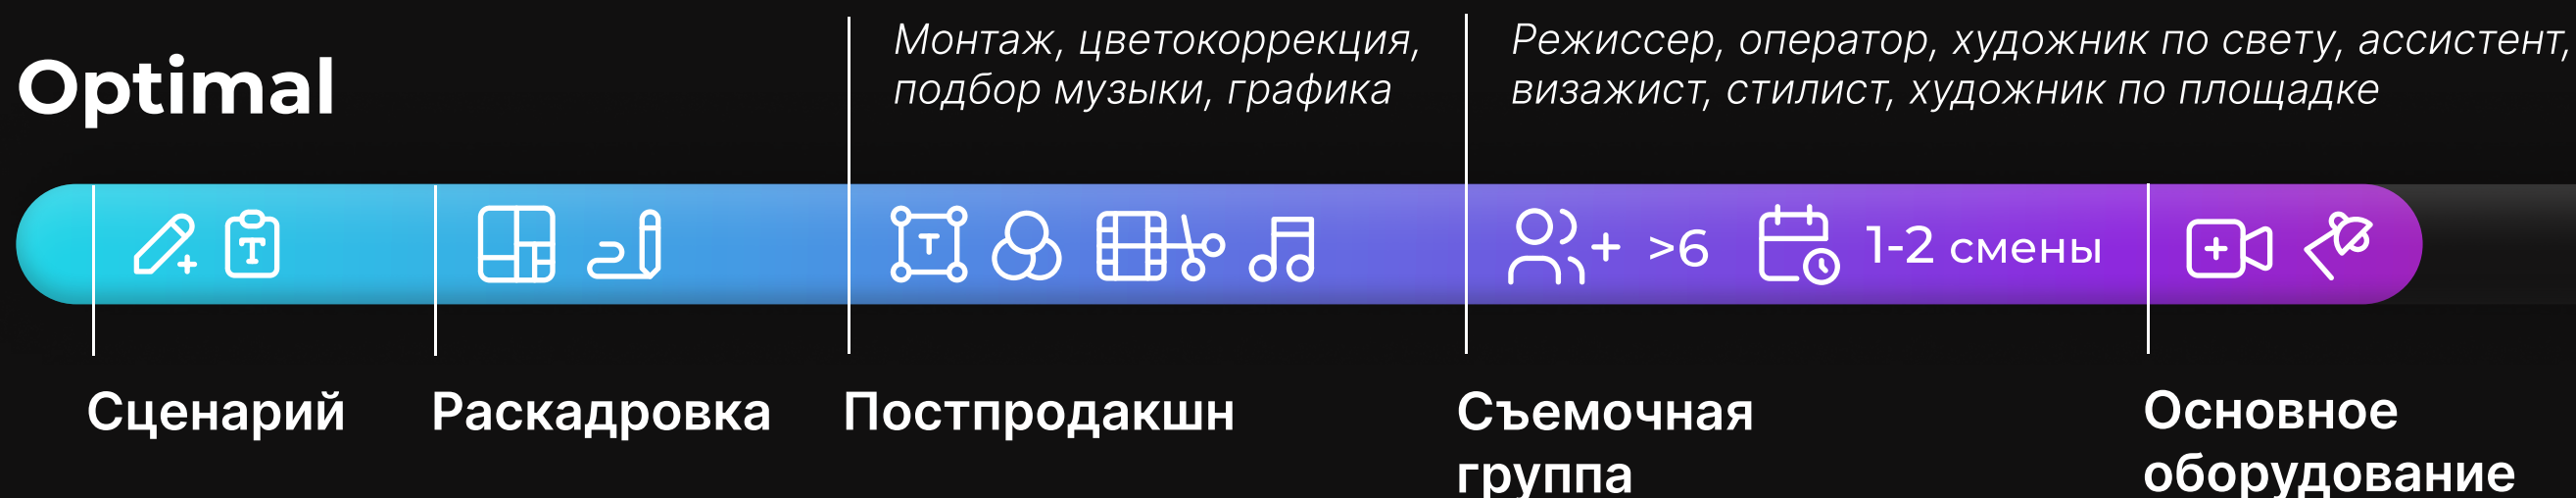 Optimal
Монтаж, цветокоррекция,
подбор музыки, графика
Режиссер, оператор, художник по свету, ассистент,
визажист, стилист, художник по площадке
T
T
>6
1-2 смены
Сценарий
Раскадровка
Постпродакшн
Съемочная
группа
Основное
оборудование